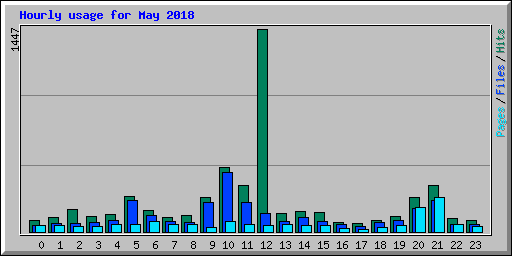 Hourly usage for May 2018
1447
Pages/Files/Hits
0 1 2 3 4 5 6 7 8 9 10 11 12 13 14 15 16 17 18 19 20 21 22 23